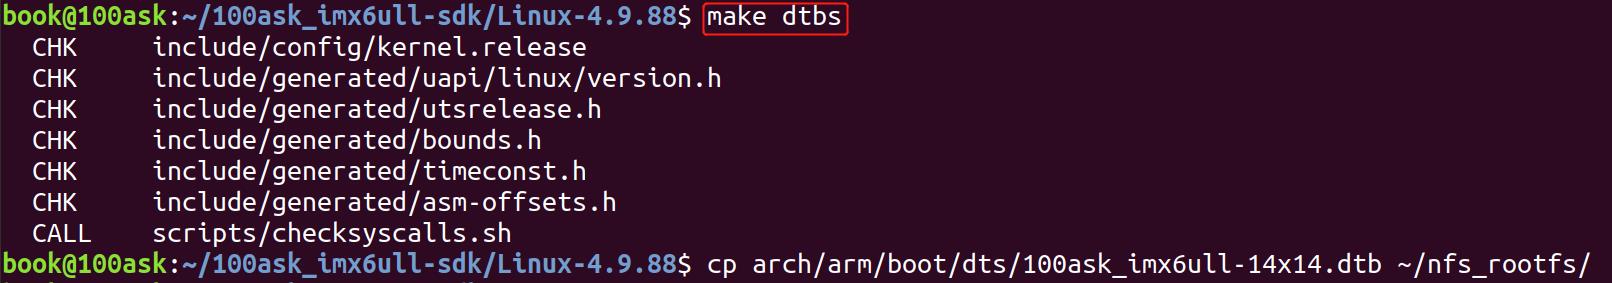 book@100ask:~/100ask_imx6ull-sdk/Linux-4.9.88$ make dtbs
CHK include/config/kernel.release
CHK include/generated/uapi/linux/version.h
CHK include/generated/utsrelease.h
CHK include/generated/bounds.h
CHK include/generated/timeconst.h
CHK include/generated/asm-offsets.h
CALL scripts/checksyscalls.sh
book@100ask:~/100ask_imx6ull-sdk/Linux-4.9.88$ cp arch/arm/boot/dts/100ask_imx6ull-14x14.dtb ~/nfs_rootfs/